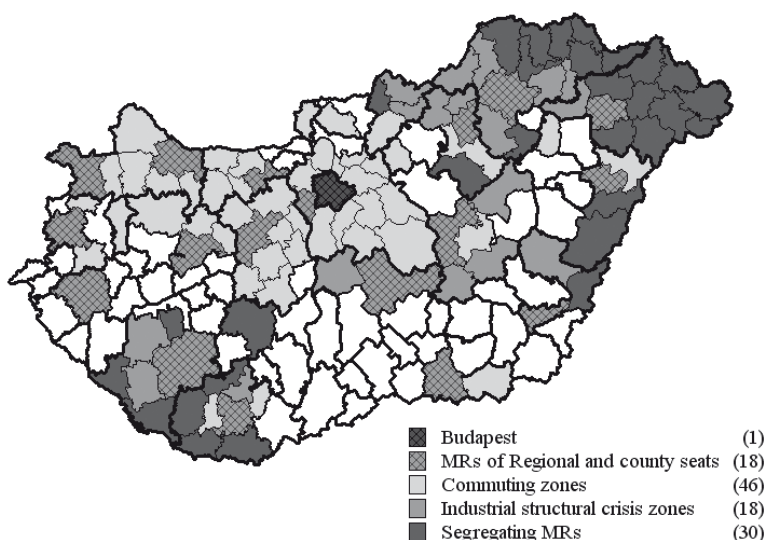 Budapest (1)
MRs of Regional and county seats (18)
Commuting zones (46)
Industrial structural crisis zones (18)
Segregating MRs (30)